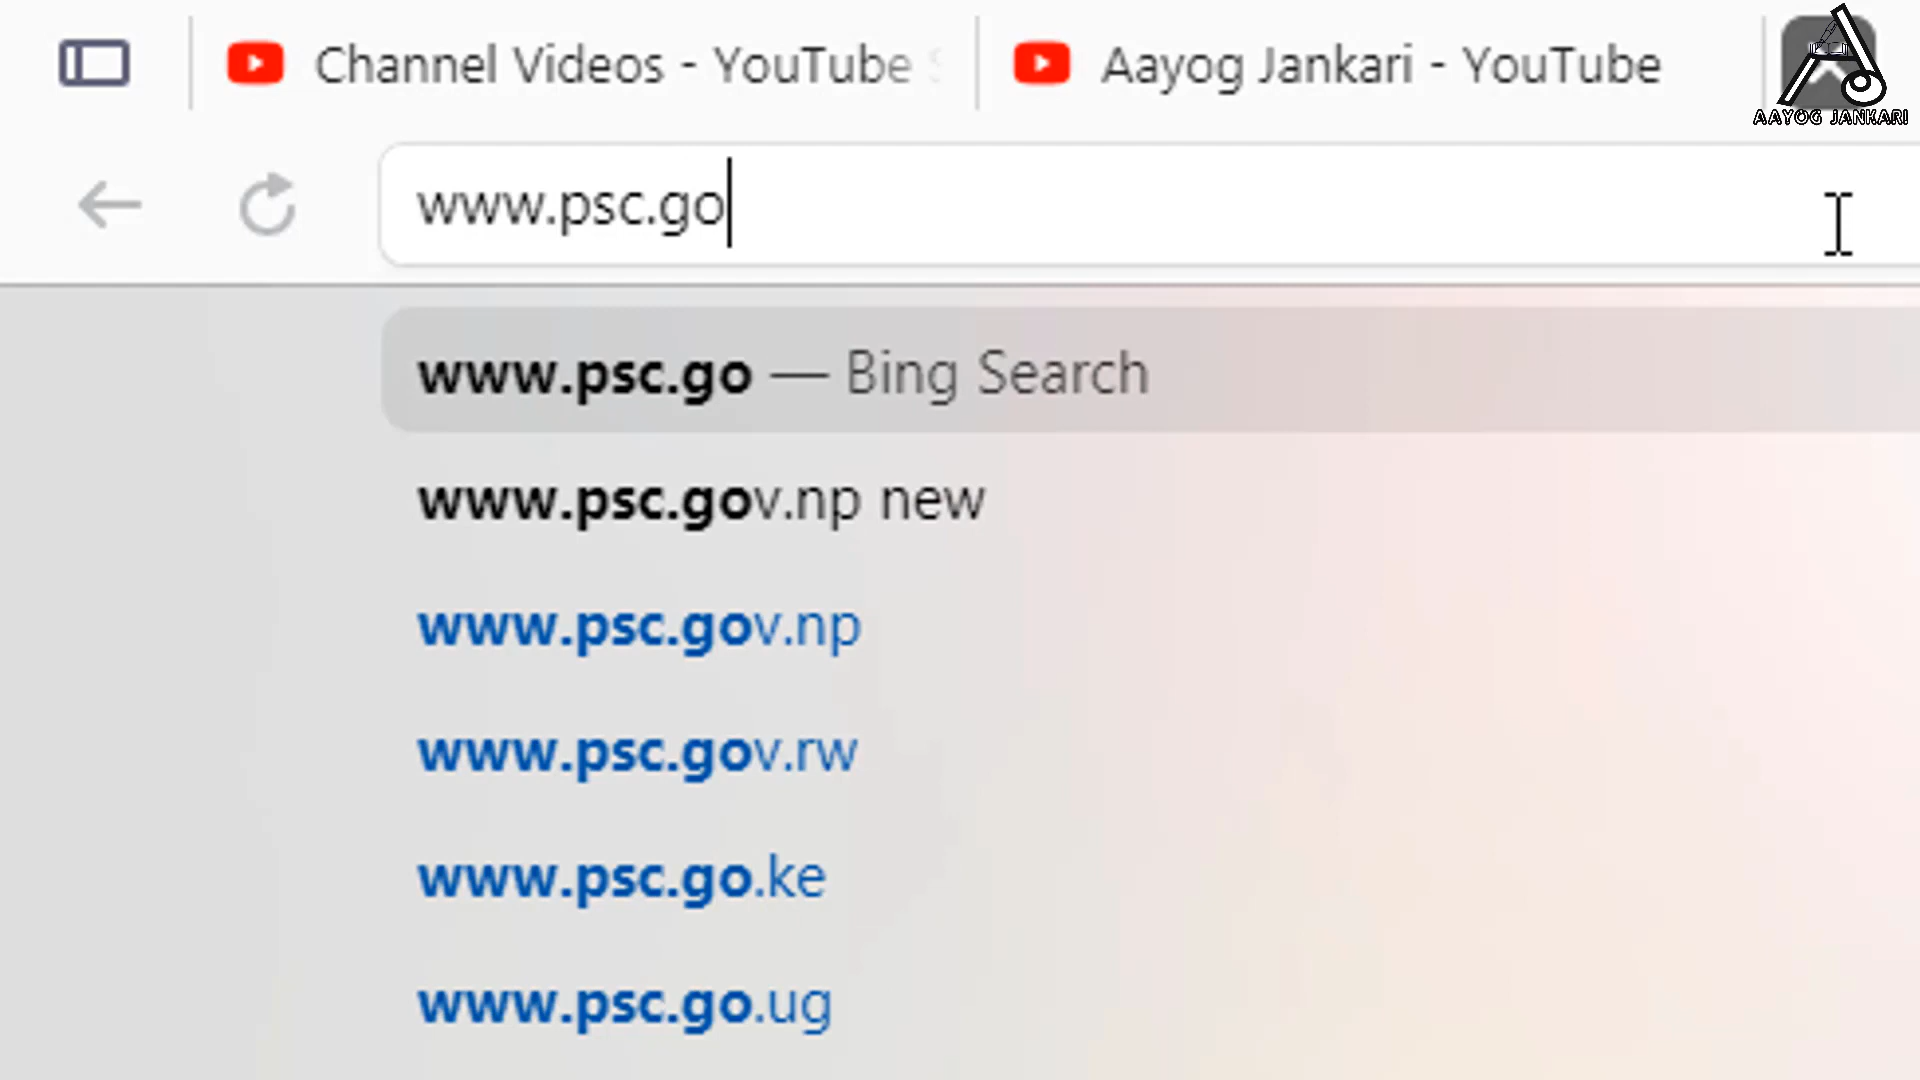 Channel Videos - YouTube
Aayog Jankari - YouTube
AAYOG JANKARI
www.psc.go
www.psc.go — Bing Search
www.psc.gov.np new
www.psc.gov.np
www.psc.gov.rw
www.psc.go.ke
www.psc.go.ug